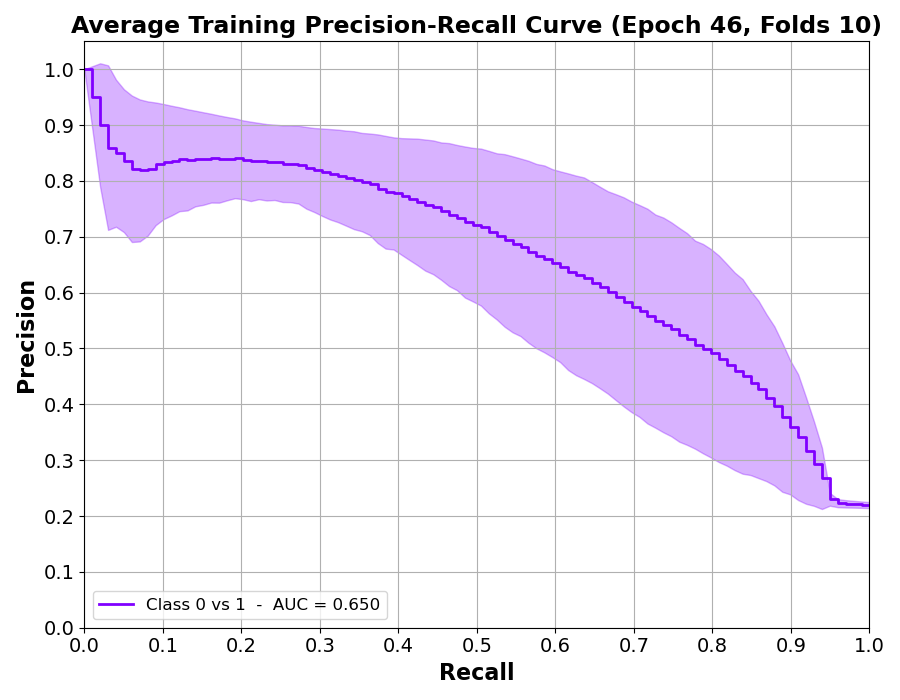 Average Training Precision-Recall Curve (Epoch 46, Folds 10)
Precision
1.0
0.9
0.8
0.7
0.6
0.5
0.4
0.3
0.2
0.1
0.0
Class 0 vs 1 - AUC = 0.650
0.0 0.1 0.2 0.3 0.4 0.5 0.6 0.7 0.8 0.9 1.0
Recall